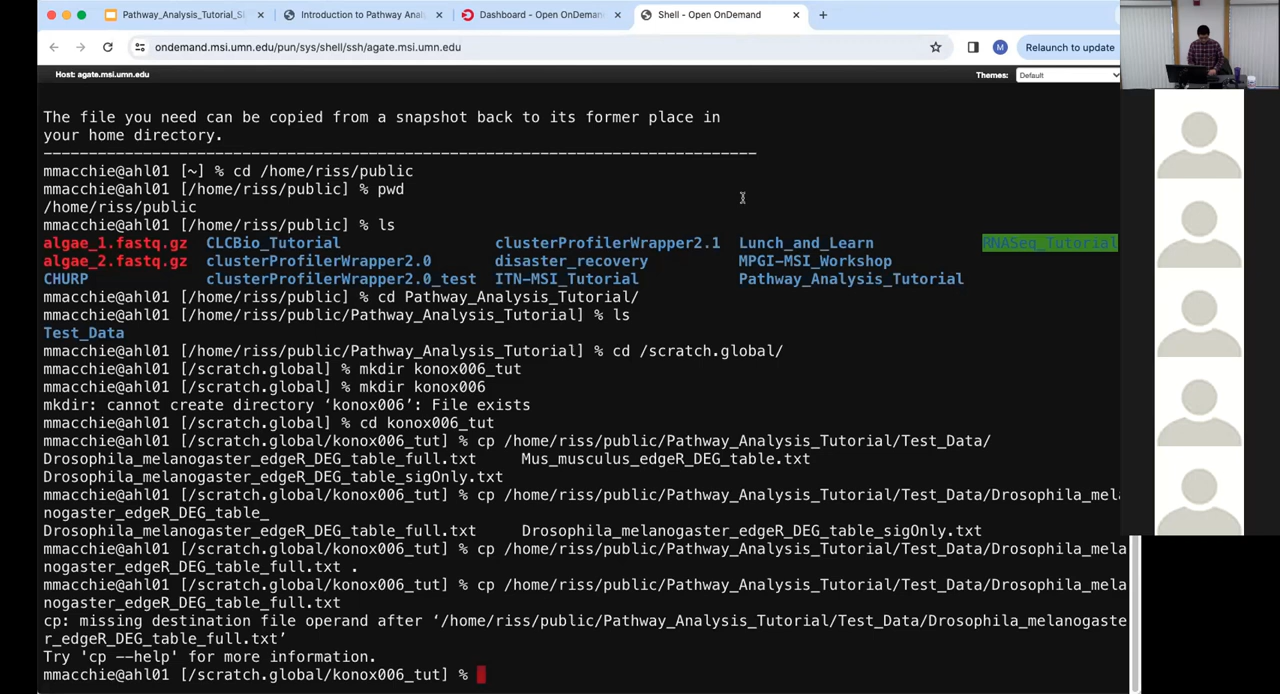 Pathway_Analysis_Tutorial_Sl
Introduction to Pathway Anal
Dashboard - Open OnDemand
Shell - Open OnDemand
ondemand.msi.umn.edu/pun/sys/shell/ssh/agate.msi.umn.edu
M
Relaunch to update
Host: agate.msi.umn.edu
Themes: Default
The file you need can be copied from a snapshot back to its former place in
your home directory.
-------------------------------------------------------------------------------
mmacchie@ahl01 [~] % cd /home/riss/public
mmacchie@ahl01 [/home/riss/public] % pwd
/home/riss/public
mmacchie@ahl01 [/home/riss/public] % ls
algae_1.fastq.gz CLCBio_Tutorial clusterProfilerWrapper2.1 Lunch_and_Learn RNASeq_Tutorial
algae_2.fastq.gz clusterProfilerWrapper2.0 disaster_recovery MPGI-MSI_Workshop
CHURP clusterProfilerWrapper2.0_test ITN-MSI_Tutorial Pathway_Analysis_Tutorial
mmacchie@ahl01 [/home/riss/public] % cd Pathway_Analysis_Tutorial/
mmacchie@ahl01 [/home/riss/public/Pathway_Analysis_Tutorial] % ls
Test_Data
mmacchie@ahl01 [/home/riss/public/Pathway_Analysis_Tutorial] % cd /scratch.global/
mmacchie@ahl01 [/scratch.global] % mkdir konox006_tut
mmacchie@ahl01 [/scratch.global] % mkdir konox006
mkdir: cannot create directory ‘konox006’: File exists
mmacchie@ahl01 [/scratch.global] % cd konox006_tut
mmacchie@ahl01 [/scratch.global/konox006_tut] % cp /home/riss/public/Pathway_Analysis_Tutorial/Test_Data/
Drosophila_melanogaster_edgeR_DEG_table_full.txt Mus_musculus_edgeR_DEG_table.txt
Drosophila_melanogaster_edgeR_DEG_table_sigOnly.txt
mmacchie@ahl01 [/scratch.global/konox006_tut] % cp /home/riss/public/Pathway_Analysis_Tutorial/Test_Data/Drosophila_mela
nogaster_edgeR_DEG_table_
Drosophila_melanogaster_edgeR_DEG_table_full.txt Drosophila_melanogaster_edgeR_DEG_table_sigOnly.txt
mmacchie@ahl01 [/scratch.global/konox006_tut] % cp /home/riss/public/Pathway_Analysis_Tutorial/Test_Data/Drosophila_mela
nogaster_edgeR_DEG_table_full.txt .
mmacchie@ahl01 [/scratch.global/konox006_tut] % cp /home/riss/public/Pathway_Analysis_Tutorial/Test_Data/Drosophila_mela
nogaster_edgeR_DEG_table_full.txt
cp: missing destination file operand after ‘/home/riss/public/Pathway_Analysis_Tutorial/Test_Data/Drosophila_melanogaste
r_edgeR_DEG_table_full.txt’
Try 'cp --help' for more information.
mmacchie@ahl01 [/scratch.global/konox006_tut] %